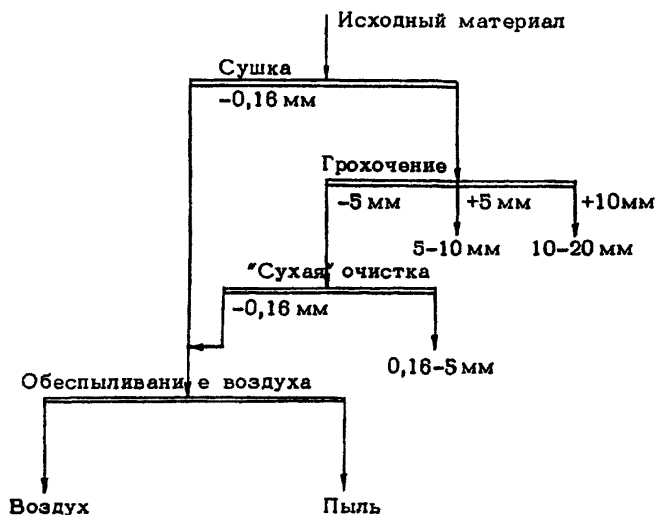 Исходный материал
Сушка
-0,16 мм
Грохочение
-5 мм
+5 мм
+10мм
5-10 мм
10-20 мм
"Сухая" очистка
-0,16 мм
0,16-5 мм
Обеспыливание воздуха
Воздух
Пыль